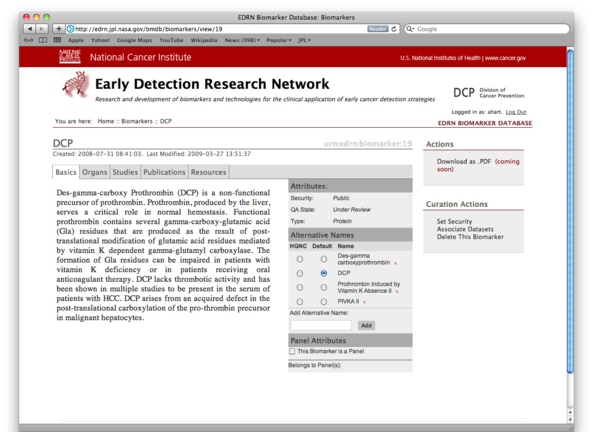 EDRN Biomarker Database: Biomarkers
http://edrn.jpl.nasa.gov/bmdb/biomarkers/view/19
Reader
Google
Apple Yahoo! Google Maps YouTube Wikipedia News (398) Popular JPL
NATIONAL CANCER INSTITUTE
National Cancer Institute
U.S. National Institutes of Health | www.cancer.gov
Early Detection Research Network
Research and development of biomarkers and technologies for the clinical application of early cancer detection strategies
DCP Division of
Cancer Prevention
Logged in as: ahart. Log Out
You are here: Home :: Biomarkers :: DCP
EDRN BIOMARKER DATABASE
DCP
urn:edrn:biomarker:19
Created: 2008-07-31 08:41:03. Last Modified: 2009-03-27 13:51:37
Basics Organs Studies Publications Resources
Des-gamma-carboxy Prothrombin (DCP) is a non-functional
precursor of prothrombin. Prothrombin, produced by the liver,
serves a critical role in normal hemostasis. Functional
prothrombin contains several gamma-carboxy-glutamic acid
(Gla) residues that are produced as the result of post-
translational modification of glutamic acid residues mediated
by vitamin K dependent gamma-glutamyl carboxylase. The
formation of Gla residues can be impaired in patients with
vitamin K deficiency or in patients receiving oral
anticoagulant therapy. DCP lacks thrombotic activity and has
been shown in multiple studies to be present in the serum of
patients with HCC. DCP arises from an acquired defect in the
post-translational carboxylation of the pro-thrombin precursor
in malignant hepatocytes.
Attributes:
Security: Public
QA State: Under Review
Type: Protein
Alternative Names
HGNC Default Name
Des-gamma
carboxyprothrombin x
DCP
Prothrombin Induced by
Vitamin K Absence II x
PIVKA II x
Add Alternative Name:
Add
Panel Attributes
This Biomarker is a Panel
Belongs to Panel(s):
Actions
Download as .PDF (coming
soon)
Curation Actions
Set Security
Associate Datasets
Delete This Biomarker